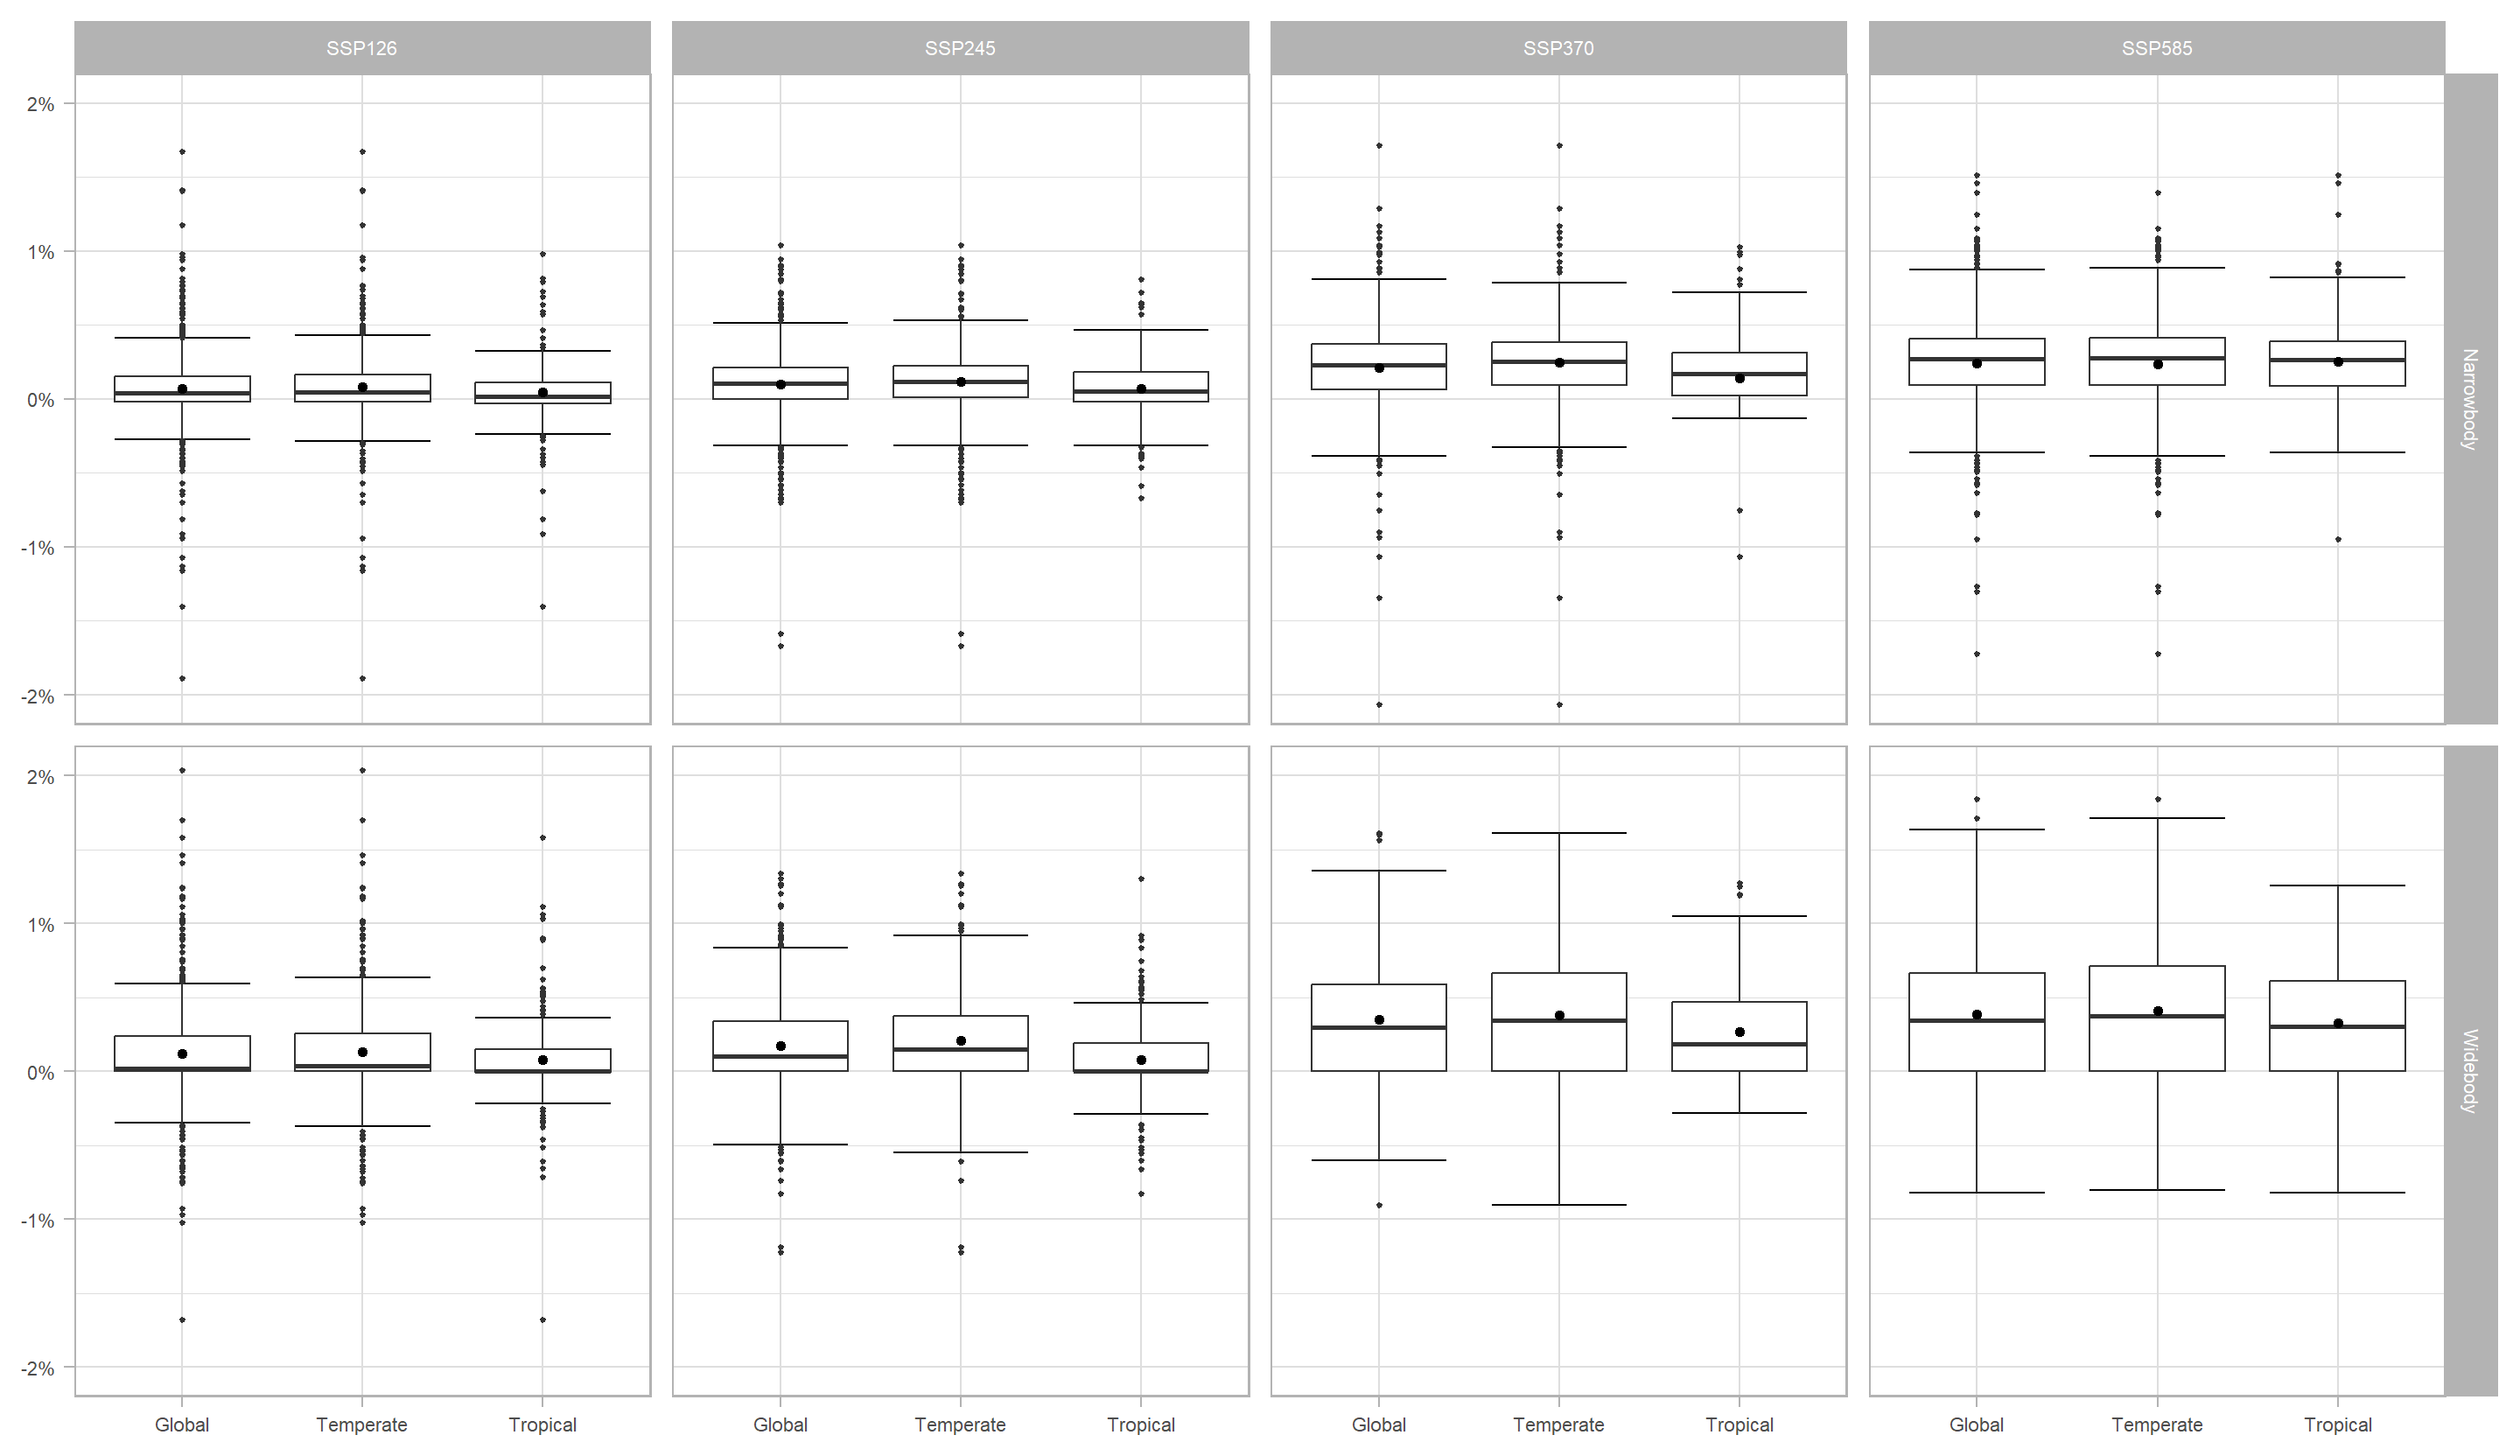 SSP126
SSP245
SSP370
SSP585
2%
1%
0%
-1%
-2%
Narrowbody
2%
1%
0%
-1%
-2%
Widebody
Global
Temperate
Tropical
Global
Temperate
Tropical
Global
Temperate
Tropical
Global
Temperate
Tropical